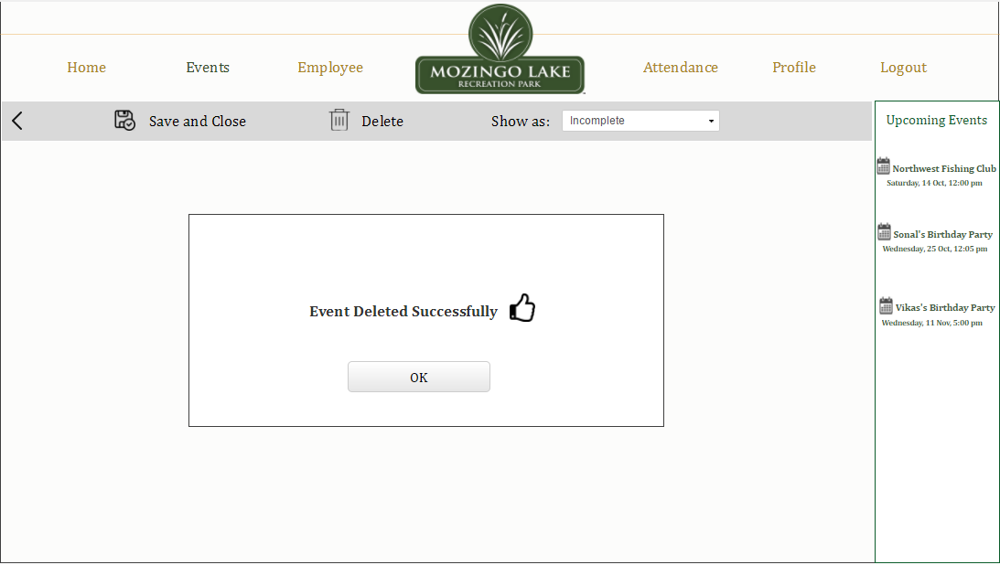 Home
Events
Employee
MOZINGO LAKE
RECREATION PARK
Attendance
Profile
Logout
Save and Close
Delete
Show as:
Incomplete
Upcoming Events
Northwest Fishing Club
Saturday, 14 Oct, 12:00 pm
Sonal's Birthday Party
Wednesday, 25 Oct, 12:05 pm
Vikas's Birthday Party
Wednesday, 11 Nov, 5:00 pm
Event Deleted Successfully
OK